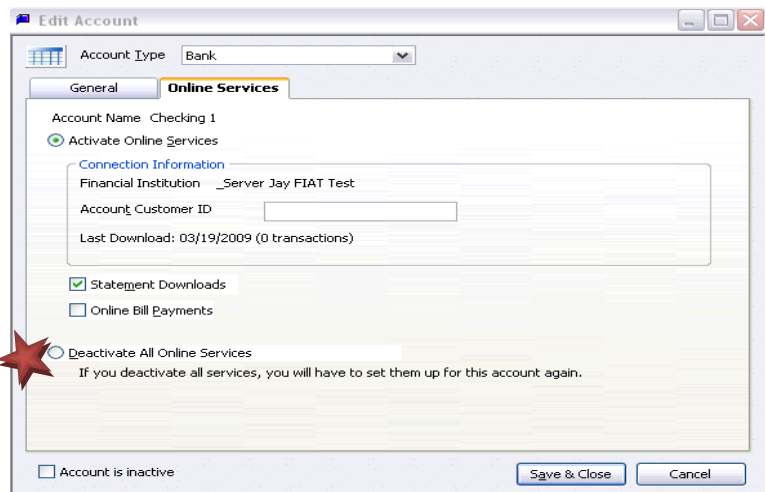 Edit Account
Account Type Bank
General Online Services
Account Name Checking 1
Activate Online Services
Connection Information
Financial Institution _Server Jay FIAT Test
Account Customer ID
Last Download: 03/19/2009 (0 transactions)
Statement Downloads
Online Bill Payments
Deactivate All Online Services
If you deactivate all services, you will have to set them up for this account again.
Account is inactive
Save & Close Cancel